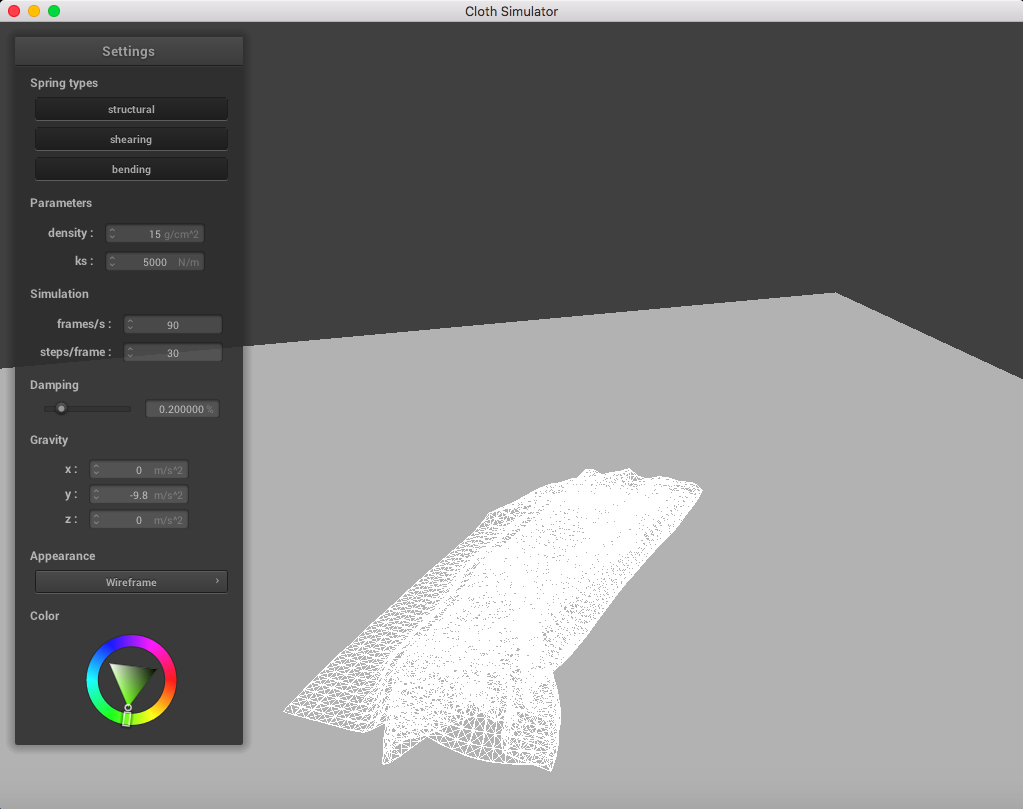 Cloth Simulator
Settings
Spring types
structural
shearing
bending
Parameters
density : 15 g/cm^2
ks : 5000 N/m
Simulation
frames/s : 90
steps/frame : 30
Damping
0.200000 %
Gravity
x : 0 m/s^2
y : -9.8 m/s^2
z : 0 m/s^2
Appearance
Wireframe
Color